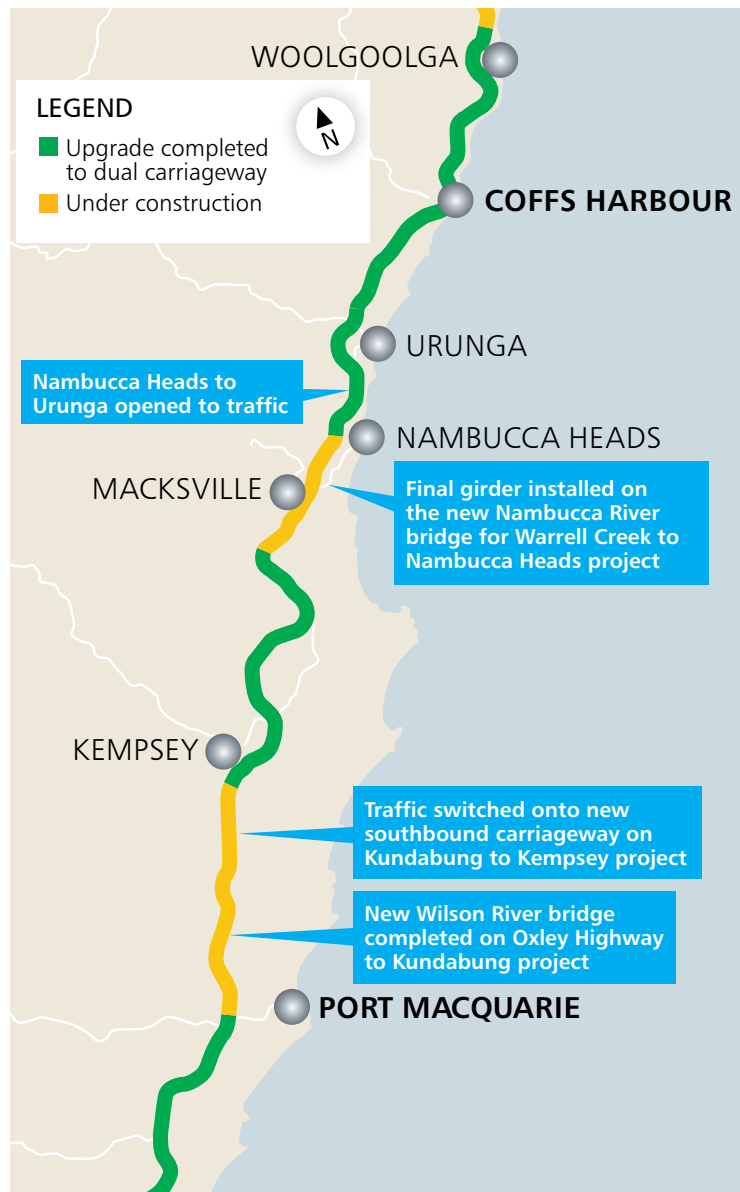 WOOLGOOLGA
LEGEND
N
Upgrade completed
to dual carriageway
Under construction
COFFS HARBOUR
URUNGA
Nambucca Heads to
Urunga opened to traffic
NAMBUCCA HEADS
MACKSVILLE
Final girder installed on
the new Nambucca River
bridge for Warrell Creek to
Nambucca Heads project
KEMPSEY
Traffic switched onto new
southbound carriageway on
Kundabung to Kempsey project
New Wilson River bridge
completed on Oxley Highway
to Kundabung project
PORT MACQUARIE